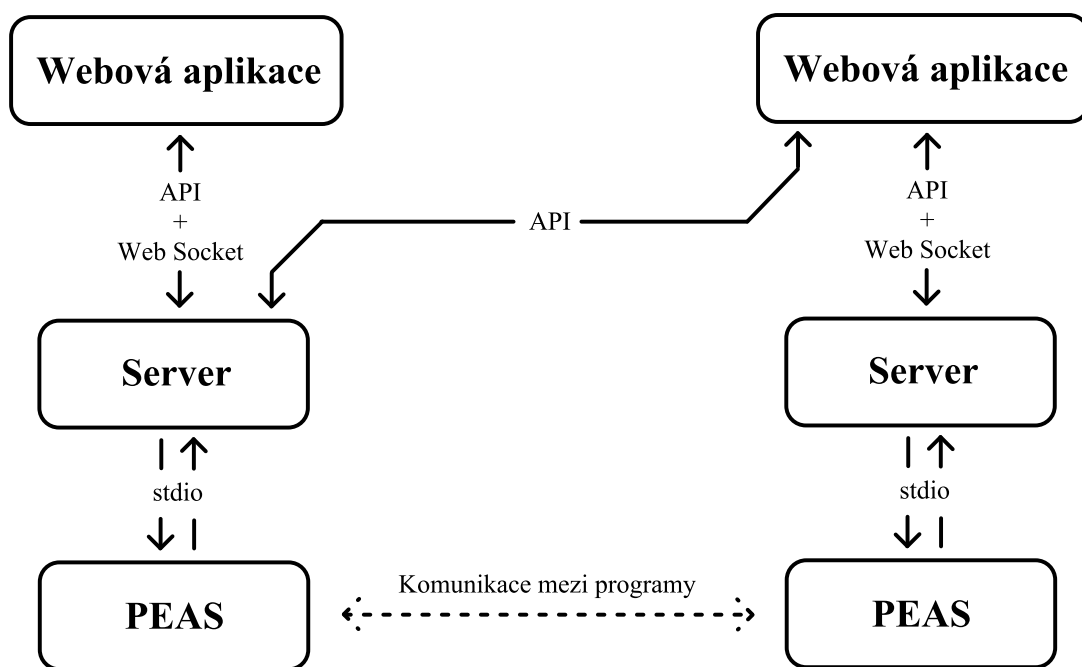 Webová aplikace
Webová aplikace
API
+
Web Socket
API
API
+
Web Socket
Server
Server
stdio
stdio
Komunikace mezi programy
PEAS
PEAS